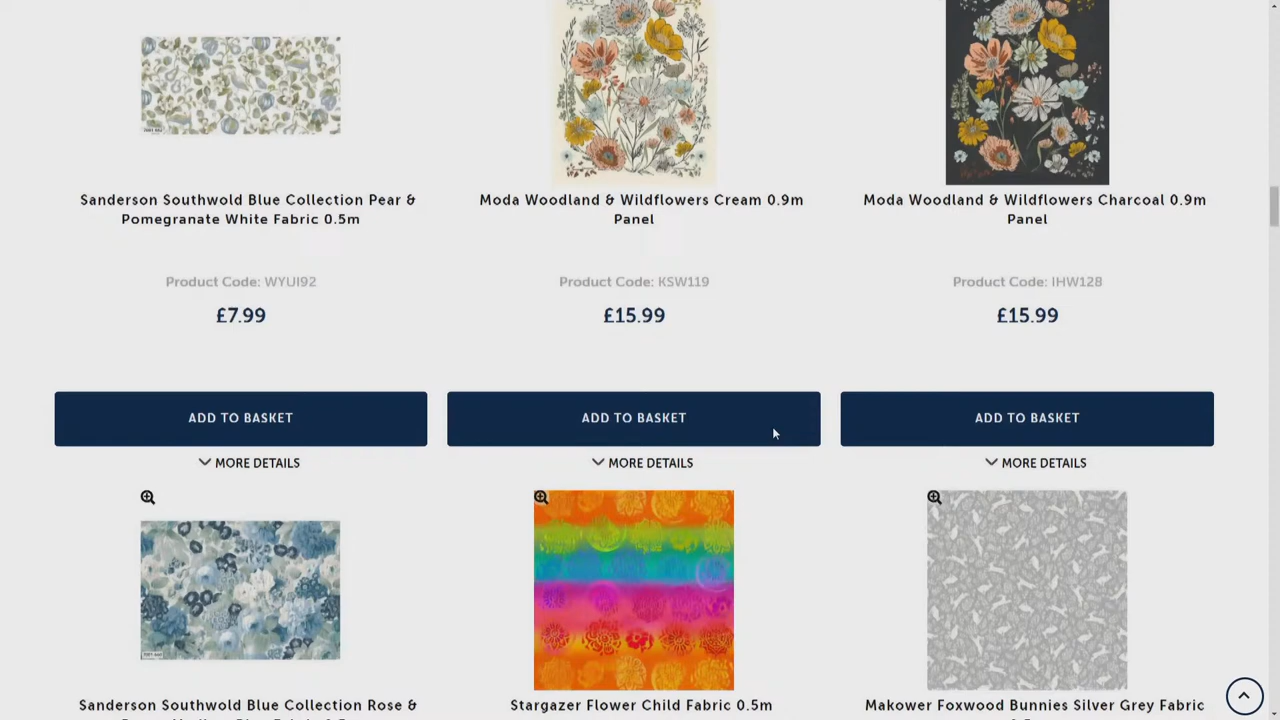 Sanderson Southwold Blue Collection Pear &
Pomegranate White Fabric 0.5m
Product Code: WYUI92
£7.99
ADD TO BASKET
MORE DETAILS
Moda Woodland & Wildflowers Cream 0.9m
Panel
Product Code: KSW119
£15.99
ADD TO BASKET
MORE DETAILS
Moda Woodland & Wildflowers Charcoal 0.9m
Panel
Product Code: IHW128
£15.99
ADD TO BASKET
MORE DETAILS
Sanderson Southwold Blue Collection Rose &
Stargazer Flower Child Fabric 0.5m
Makower Foxwood Bunnies Silver Grey Fabric